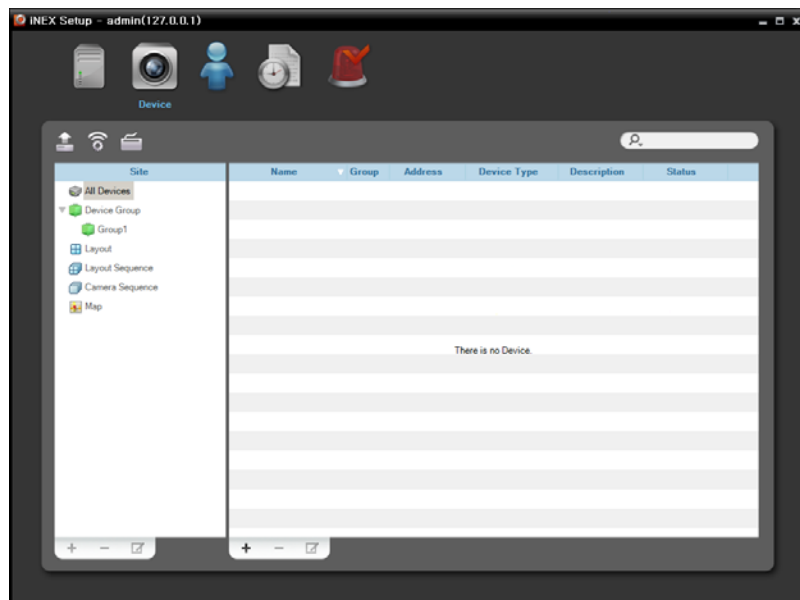 iNEX Setup - admin(127.0.0.1)
Device
Site
Name Group Address Device Type Description Status
All Devices
Device Group
Group1
Layout
Layout Sequence
Camera Sequence
Map
There is no Device.